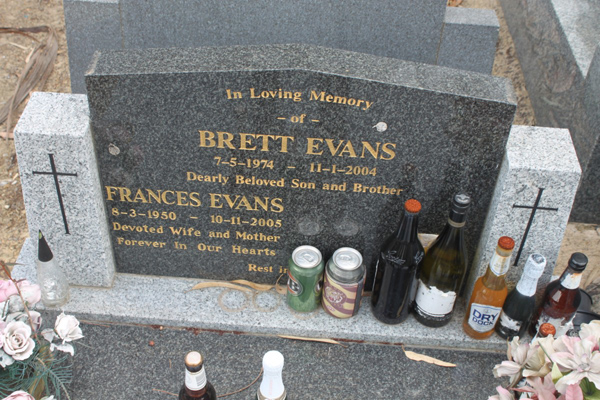 In Loving Memory
– of –
BRETT EVANS
7-5-1974 – 11-1-2004
Dearly Beloved Son and Brother
FRANCES EVANS
8-3-1950 – 10-11-2005
Devoted Wife and Mother
Forever In Our Hearts
Rest in
DRY